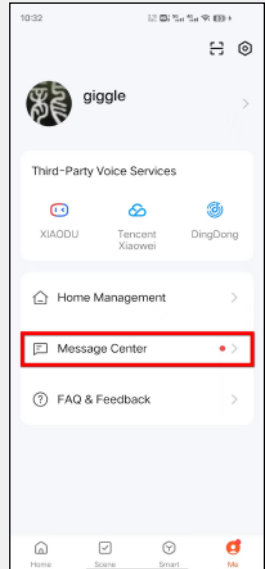 10:32
giggle
Third-Party Voice Services
XIAODU
Tencent
Xiaowei
DingDong
Home Management
Message Center
FAQ & Feedback
Home
Scene
Smart
Me